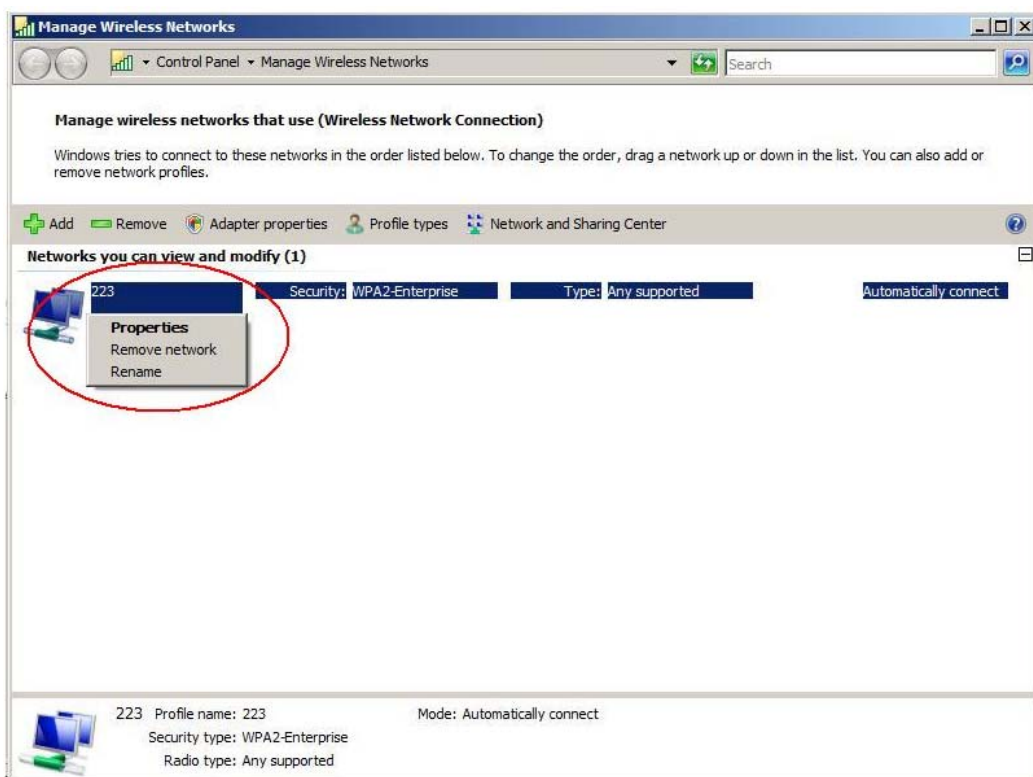 Manage Wireless Networks
Control Panel Manage Wireless Networks Search
Manage wireless networks that use (Wireless Network Connection)
Windows tries to connect to these networks in the order listed below. To change the order, drag a network up or down in the list. You can also add or
remove network profiles.
Add Remove Adapter properties Profile types Network and Sharing Center
Networks you can view and modify (1)
223 Security: WPA2-Enterprise Type: Any supported Automatically connect
Properties
Remove network
Rename
223 Profile name: 223 Mode: Automatically connect
Security type: WPA2-Enterprise
Radio type: Any supported